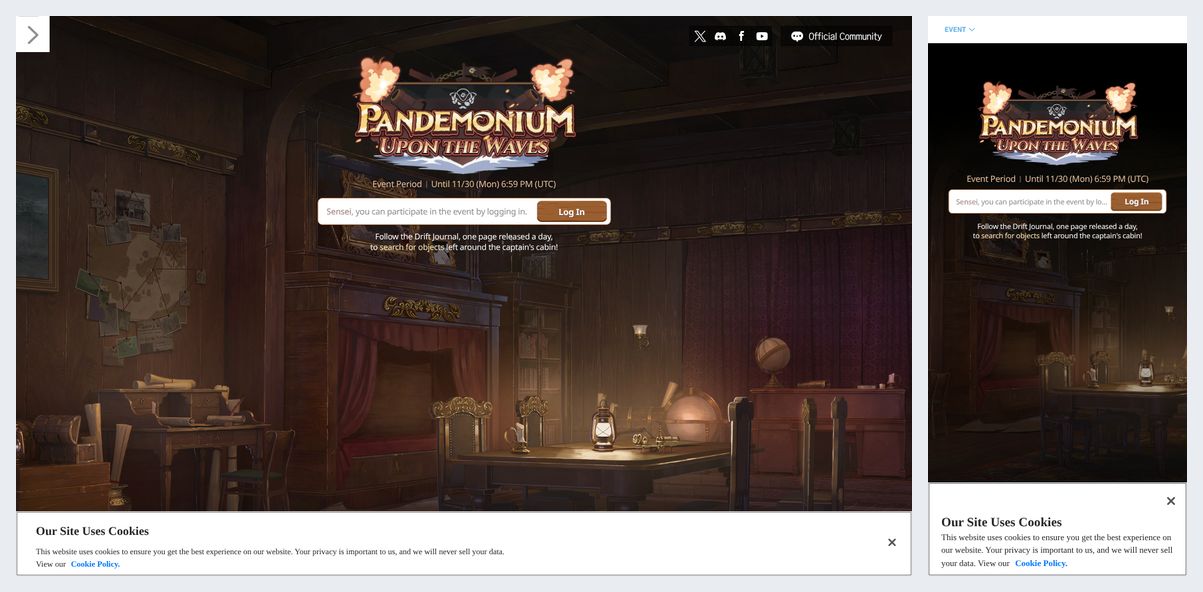 Official Community
PANDEMONIUM
UPON THE WAVES
Event Period | Until 11/30 (Mon) 6:59 PM (UTC)
Sensei, you can participate in the event by logging in.
Log In
Follow the Drift Journal, one page released a day,
to search for objects left around the captain's cabin!
Our Site Uses Cookies
This website uses cookies to ensure you get the best experience on our website. Your privacy is important to us, and we will never sell your data.
View our Cookie Policy.
EVENT
PANDEMONIUM
UPON THE WAVES
Event Period | Until 11/30 (Mon) 6:59 PM (UTC)
Sensei, you can participate in the event by lo...
Log In
Follow the Drift Journal, one page released a day,
to search for objects left around the captain's cabin!
Our Site Uses Cookies
This website uses cookies to ensure you get the best experience on
our website. Your privacy is important to us, and we will never sell
your data. View our Cookie Policy.